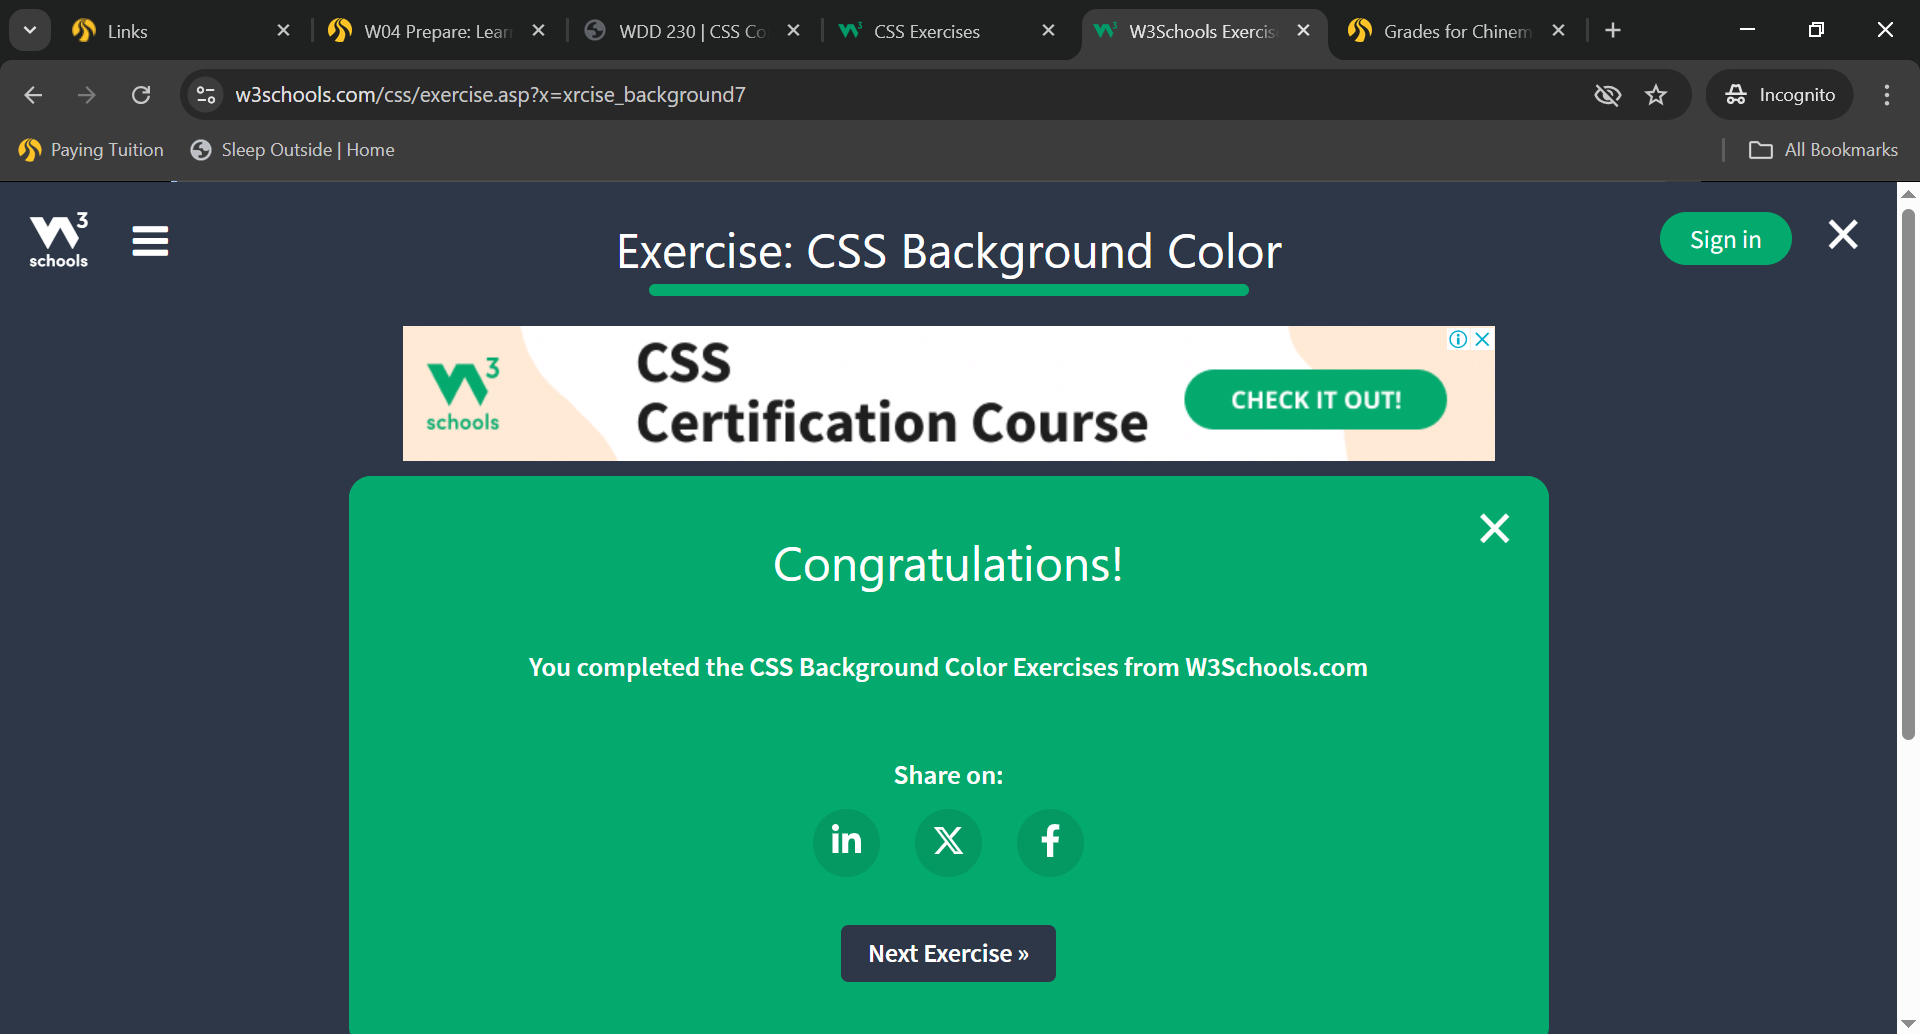 Links
W04 Prepare: Lear
WDD 230 | CSS Co
CSS Exercises
W3Schools Exercis
Grades for Chinem
w3schools.com/css/exercise.asp?x=xrcise_background7
Incognito
Paying Tuition
Sleep Outside | Home
All Bookmarks
W3
schools
Exercise: CSS Background Color
Sign in
W3
schools
CSS
Certification Course
CHECK IT OUT!
Congratulations!
You completed the CSS Background Color Exercises from W3Schools.com
Share on:
in
X
f
Next Exercise »